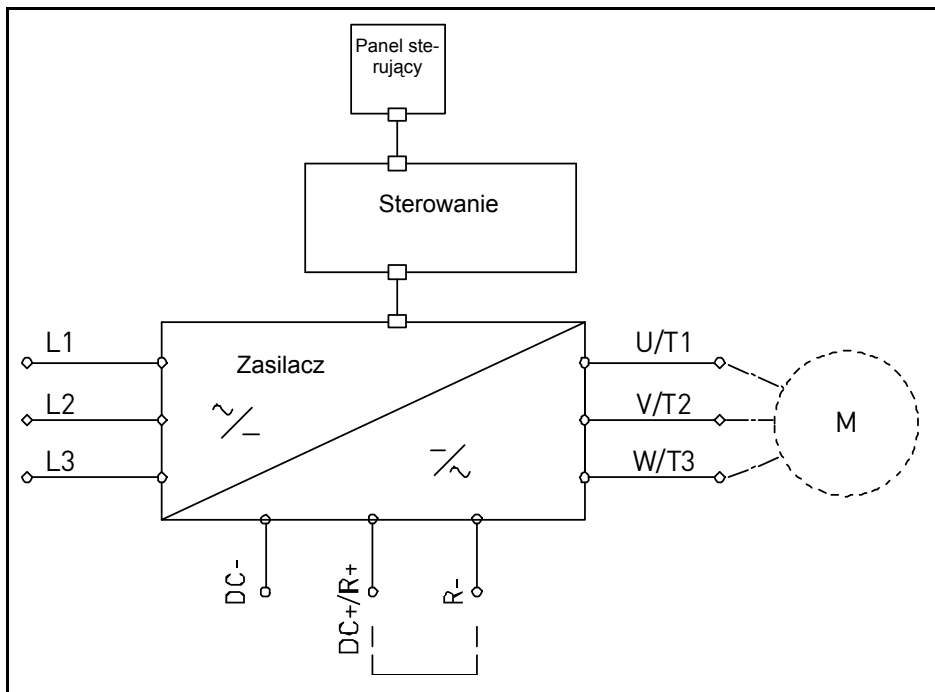 Panel ste-
rujący
Sterowanie
Zasilacz
L1
L2
L3
U/T1
V/T2
W/T3
M
DC-
DC+/R+
R-